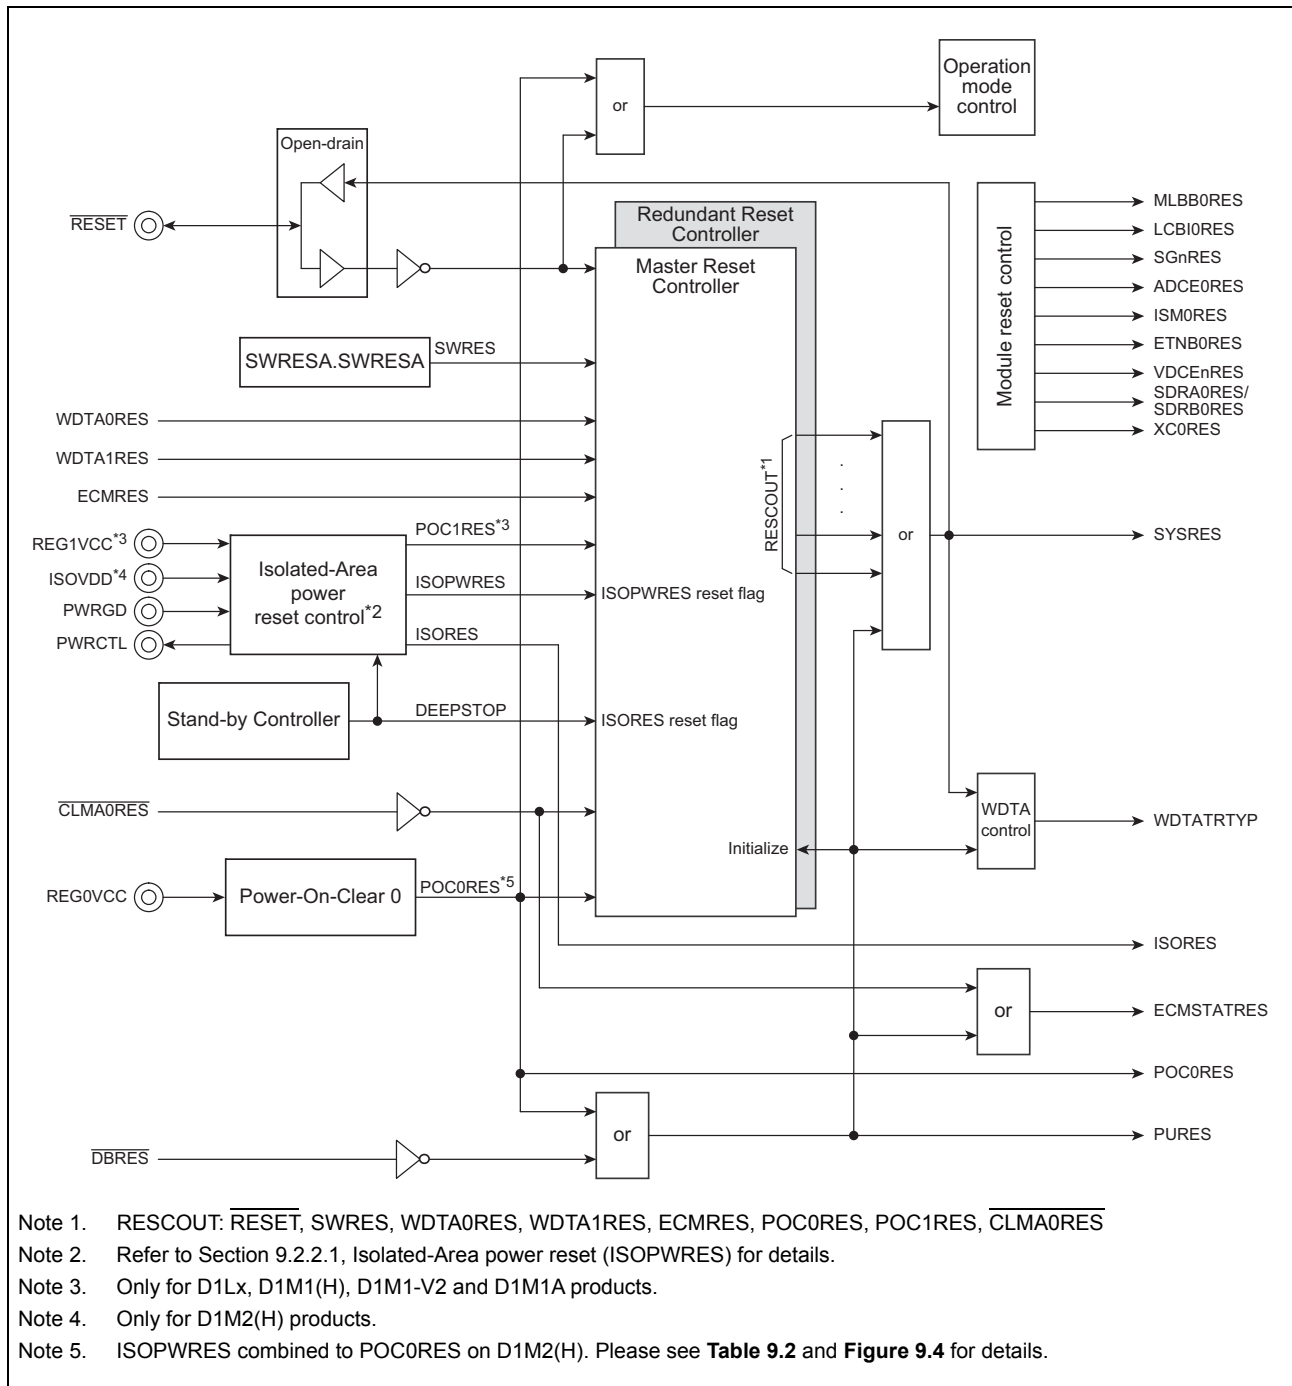 Operation
mode
control
or
Open-drain
RESET
Redundant Reset
Controller
Master Reset
Controller
Module reset control
MLBB0RES
LCBI0RES
SGnRES
ADCE0RES
ISM0RES
ETNB0RES
VDCEnRES
SDRA0RES/
SDRB0RES
XC0RES
SWRESA.SWRESA
SWRES
WDTA0RES
WDTA1RES
ECMRES
REG1VCC*3
ISOVDD*4
PWRGD
PWRCTL
Isolated-Area
power
reset control*2
POC1RES*3
ISOPWRES
ISORES
ISOPWRES reset flag
RESCOUT*1
.
.
.
or
SYSRES
Stand-by Controller
DEEPSTOP
ISORES reset flag
CLMA0RES
Initialize
WDTA
control
WDTATRTYP
REG0VCC
Power-On-Clear 0
POC0RES*5
ISORES
or
ECMSTATRES
POC0RES
or
PURES
DBRES
Note 1. RESCOUT: RESET, SWRES, WDTA0RES, WDTA1RES, ECMRES, POC0RES, POC1RES, CLMA0RES
Note 2. Refer to Section 9.2.2.1, Isolated-Area power reset (ISOPWRES) for details.
Note 3. Only for D1Lx, D1M1(H), D1M1-V2 and D1M1A products.
Note 4. Only for D1M2(H) products.
Note 5. ISOPWRES combined to POC0RES on D1M2(H). Please see Table 9.2 and Figure 9.4 for details.